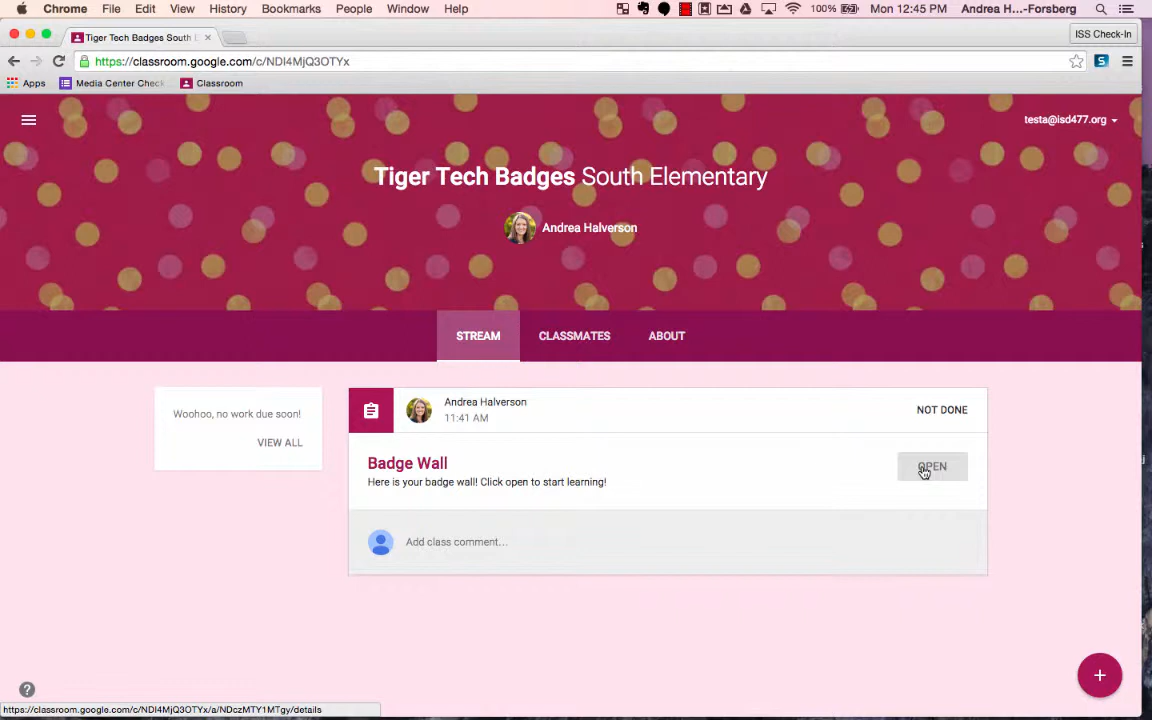 Chrome File Edit View History Bookmarks People Window Help 100% Mon 12:45 PM Andrea H...-Forsberg
Tiger Tech Badges South E
ISS Check-In
https://classroom.google.com/c/NDI4MjQ3OTYx
Apps Media Center Check Classroom
testa@isd477.org
Tiger Tech Badges South Elementary
Andrea Halverson
STREAM CLASSMATES ABOUT
Woohoo, no work due soon!
VIEW ALL
Andrea Halverson
11:41 AM
NOT DONE
Badge Wall
Here is your badge wall! Click open to start learning!
OPEN
Add class comment...
https://classroom.google.com/c/NDI4MjQ3OTYx/a/NDczMTY1MTgy/details